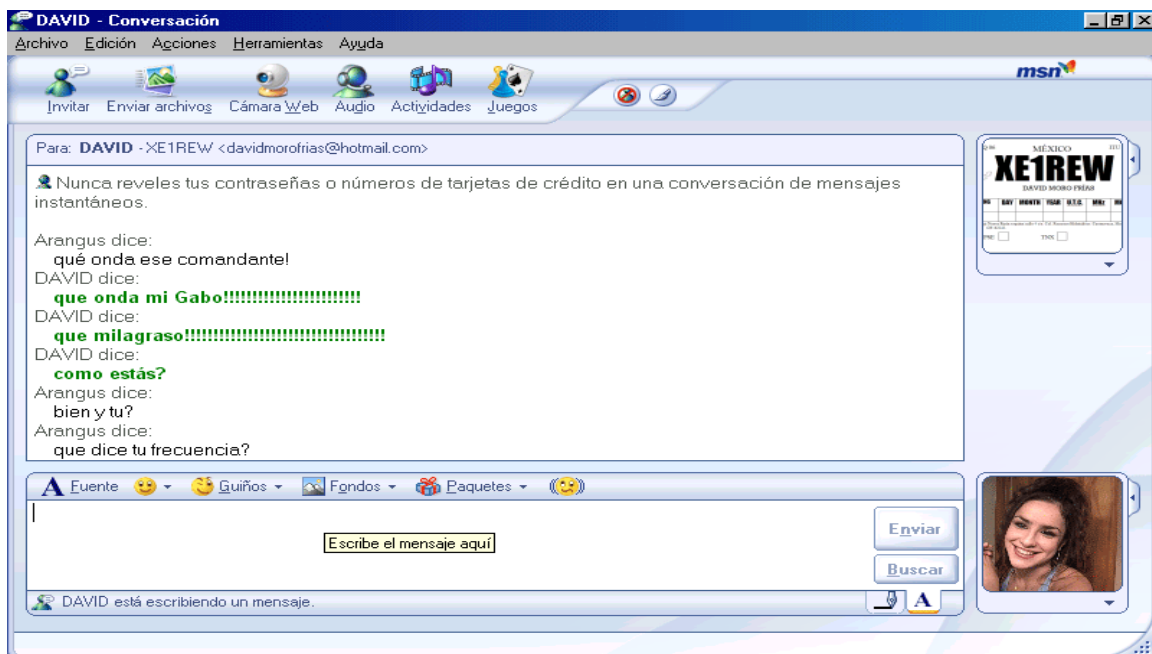 DAVID - Conversación
Archivo Edición Acciones Herramientas Ayuda
msn
Invitar Enviar archivos Cámara Web Audio Actividades Juegos
Para: DAVID - XE1REW <davidmorofrias@hotmail.com>
Nunca reveles tus contraseñas o números de tarjetas de crédito en una conversación de mensajes
instantáneos.
Arangus dice:
qué onda ese comandante!
DAVID dice:
que onda mi Gabo!!!!!!!!!!!!!!!!!!!!!!!!
DAVID dice:
que milagraso!!!!!!!!!!!!!!!!!!!!!!!!!!!!!!!!!!!
DAVID dice:
como estás?
Arangus dice:
bien y tu?
Arangus dice:
que dice tu frecuencia?
MÉXICO
XE1REW
DAVID MORO FRÍAS
DAY MONTH YEAR U.T.C. MHz
PSE TNX
A Fuente Guiños Fondos Paquetes
Escribe el mensaje aquí
Enviar
Buscar
DAVID está escribiendo un mensaje.
A